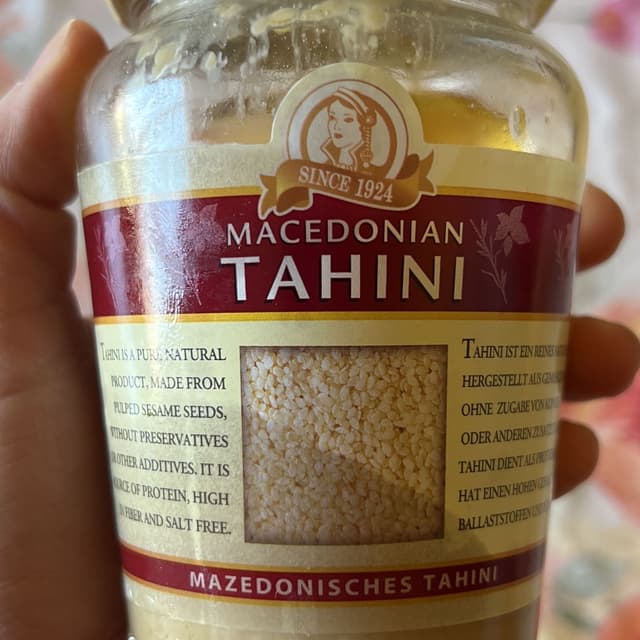 SINCE 1924
MACEDONIAN
TAHINI
TAHINI IS A PURE NATURAL
PRODUCT, MADE FROM
PULPED SESAME SEEDS,
WITHOUT PRESERVATIVES
OTHER ADDITIVES. IT IS
OF PROTEIN, HIGH
IN FIBER AND SALT FREE.
TAHINI IST EIN REINES
HERGESTELLT AUS
OHNE ZUGABE VON
ODER ANDEREN
TAHINI DIENT ALS
HAT EINEN HOHEN
BALLASTSTOFFEN
MAZEDONISCHES TAHINI